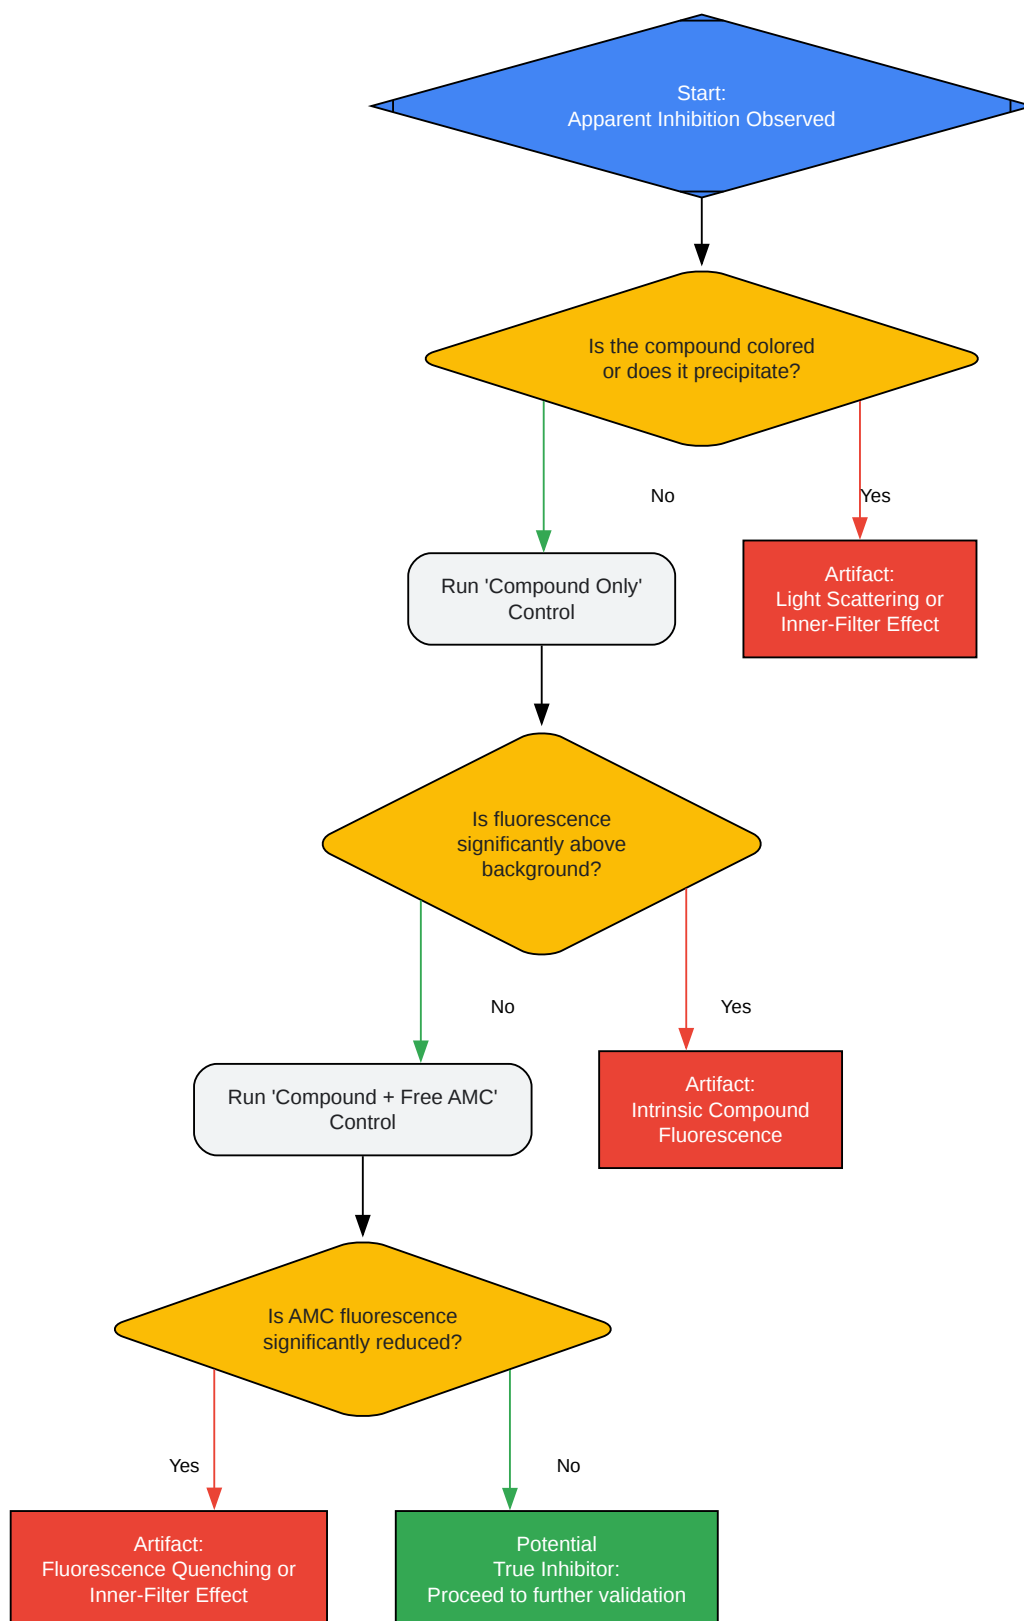 Start:
Apparent Inhibition Observed
Is the compound colored
or does it precipitate?
No
Yes
Run 'Compound Only'
Control
Artifact:
Light Scattering or
Inner-Filter Effect
Is fluorescence
significantly above
background?
No
Yes
Run 'Compound + Free AMC'
Control
Artifact:
Intrinsic Compound
Fluorescence
Is AMC fluorescence
significantly reduced?
Yes
No
Artifact:
Fluorescence Quenching or
Inner-Filter Effect
Potential
True Inhibitor:
Proceed to further validation